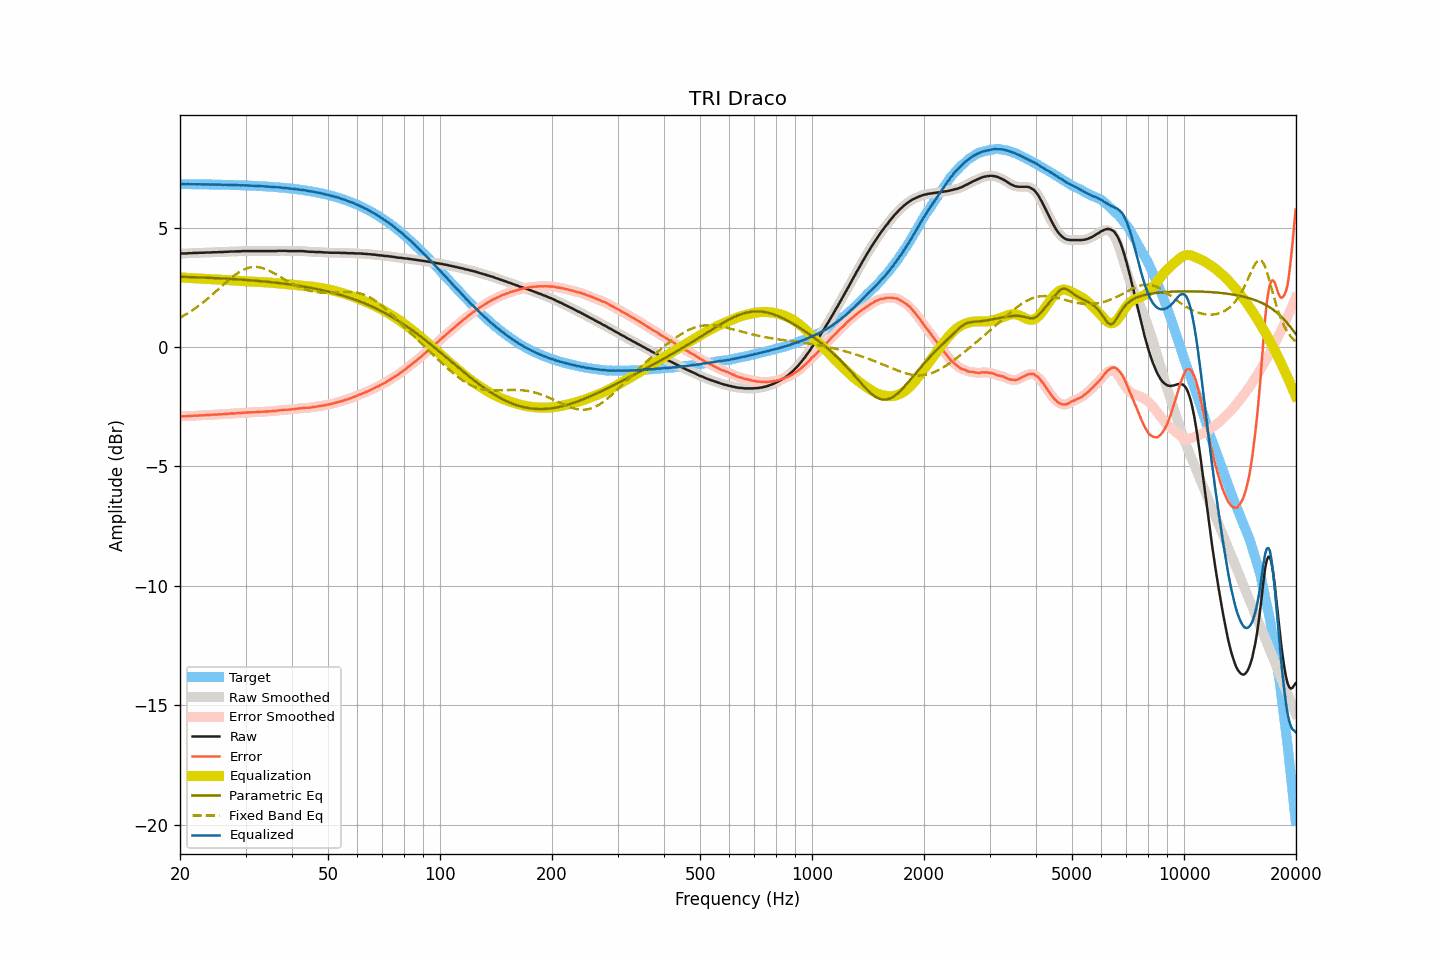 TRI Draco
Amplitude (dBr)
5
0
−5
−10
−15
−20
Target
Raw Smoothed
Error Smoothed
Raw
Error
Equalization
Parametric Eq
Fixed Band Eq
Equalized
20 50 100 200 500 1000 2000 5000 10000 20000
Frequency (Hz)